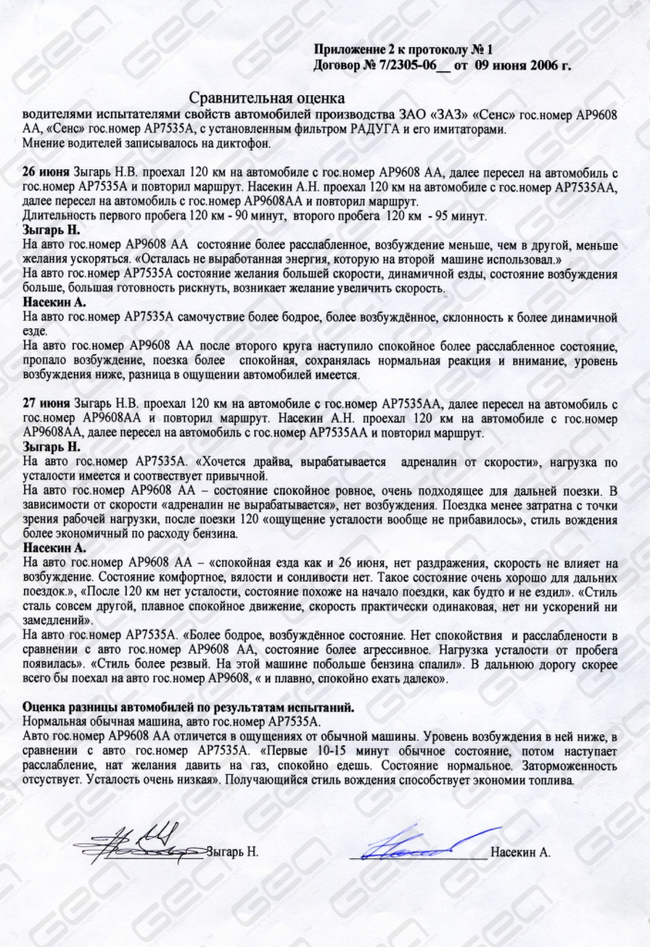 Приложение 2 к протоколу № 1
Договор № 7/2305-06__ от 09 июня 2006 г.
Сравнительная оценка
водителями испытателями свойств автомобилей производства ЗАО «ЗАЗ» «Сенс» гос.номер АР9608
АА, «Сенс» гос.номер АР7535А, с установленным фильтром РАДУГА и его имитаторами.
Мнение водителей записывалось на диктофон.
26 июня Зыгарь Н.В. проехал 120 км на автомобиле с гос.номер АР9608 АА, далее пересел на автомобиль с
гос.номер АР7535А и повторил маршрут. Насекин А.Н. проехал 120 км на автомобиле с гос.номер АР7535АА,
далее пересел на автомобиль с гос.номер АР9608АА и повторил маршрут.
Длительность первого пробега 120 км - 90 минут, второго пробега 120 км - 95 минут.
Зыгарь Н.
На авто гос.номер АР9608 АА состояние более расслабленное, возбуждение меньше, чем в другой, меньше
желания ускоряться. «Осталась не выработанная энергия, которую на второй машине использовал.»
На авто гос.номер АР7535А состояние желания большей скорости, динамичной езды, состояние возбуждения
больше, большая готовность рискнуть, возникает желание увеличить скорость.
Насекин А.
На авто гос.номер АР7535А самочуствие более бодрое, более возбуждённое, склонность к более динамичной
езде.
На авто гос.номер АР9608 АА после второго круга наступило спокойное более расслабленное состояние,
пропало возбуждение, поездка более спокойная, сохранялась нормальная реакция и внимание, уровень
возбуждения ниже, разница в ощущении автомобилей имеется.
27 июня Зыгарь Н.В. проехал 120 км на автомобиле с гос.номер АР7535АА, далее пересел на автомобиль с
гос.номер АР9608АА и повторил маршрут. Насекин А.Н. проехал 120 км на автомобиле с гос.номер
АР9608АА, далее пересел на автомобиль с гос.номер АР7535АА и повторил маршрут.
Зыгарь Н.
На авто гос.номер АР7535А. «Хочется драйва, вырабатывается адреналин от скорости», нагрузка по
усталости имеется и соотвествует привычной.
На авто гос.номер АР9608 АА – состояние спокойное ровное, очень подходящее для дальней поездки. В
зависимости от скорости «адреналин не вырабатывается», нет возбуждения. Поездка менее затратна с точки
зрения рабочей нагрузки, после поездки 120 «ощущение усталости вообще не прибавилось», стиль вождения
более экономичный по расходу бензина.
Насекин А.
На авто гос.номер АР9608 АА – «спокойная езда как и 26 июня, нет раздражения, скорость не влияет на
возбуждение. Состояние комфортное, вялости и сонливости нет. Такое состояние очень хорошо для дальних
поездок.», «После 120 км нет усталости, состояние похоже на начало поездки, как будто и не ездил». «Стиль
сталь совсем другой, плавное спокойное движение, скорость практически одинаковая, нет ни ускорений ни
замедлений».
На авто гос.номер АР7535А. «Более бодрое, возбуждённое состояние. Нет спокойствия и расслаблености в
сравнении с авто гос.номер АР9608 АА, состояние более агрессивное. Нагрузка усталости от пробега
появилась». «Стиль более резвый. На этой машине побольше бензина спалил». В дальнюю дорогу скорее
всего бы поехал на авто гос.номер АР9608, « и плавно, спокойно ехать далеко».
Оценка разницы автомобилей по результатам испытаний.
Нормальная обычная машина, авто гос.номер АР7535А.
Авто гос.номер АР9608 АА отличется в ощущениях от обычной машины. Уровень возбуждения в ней ниже, в
сравнении с авто гос.номер АР7535А. «Первые 10-15 минут обычное состояние, потом наступает
расслабление, нат желания давить на газ, спокойно едешь. Состояние нормальное. Заторможенность
отсуствует. Усталость очень низкая». Получающийся стиль вождения способствует экономии топлива.
Зыгарь Н. Насекин А.